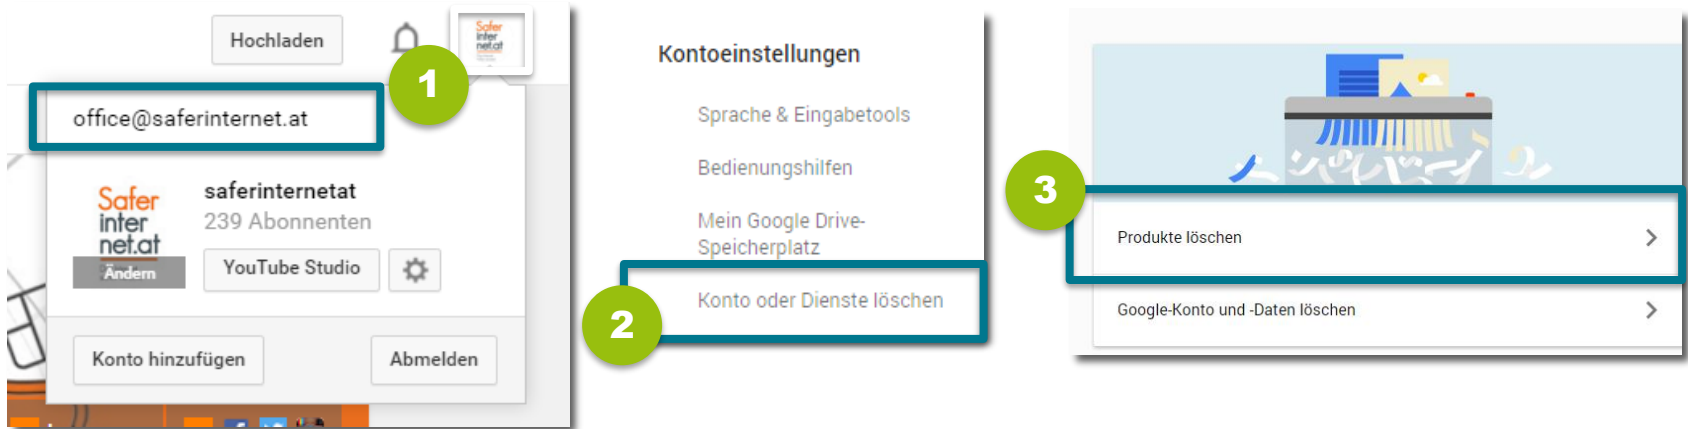 Hochladen
Safer
inter
net.at
1
office@saferinternet.at
Safer
inter
net.at
Ändern
saferinternetat
239 Abonnenten
YouTube Studio
Konto hinzufügen
Abmelden
Kontoeinstellungen
Sprache & Eingabetools
Bedienungshilfen
Mein Google Drive-
Speicherplatz
2
Konto oder Dienste löschen
3
Produkte löschen
Google-Konto und -Daten löschen